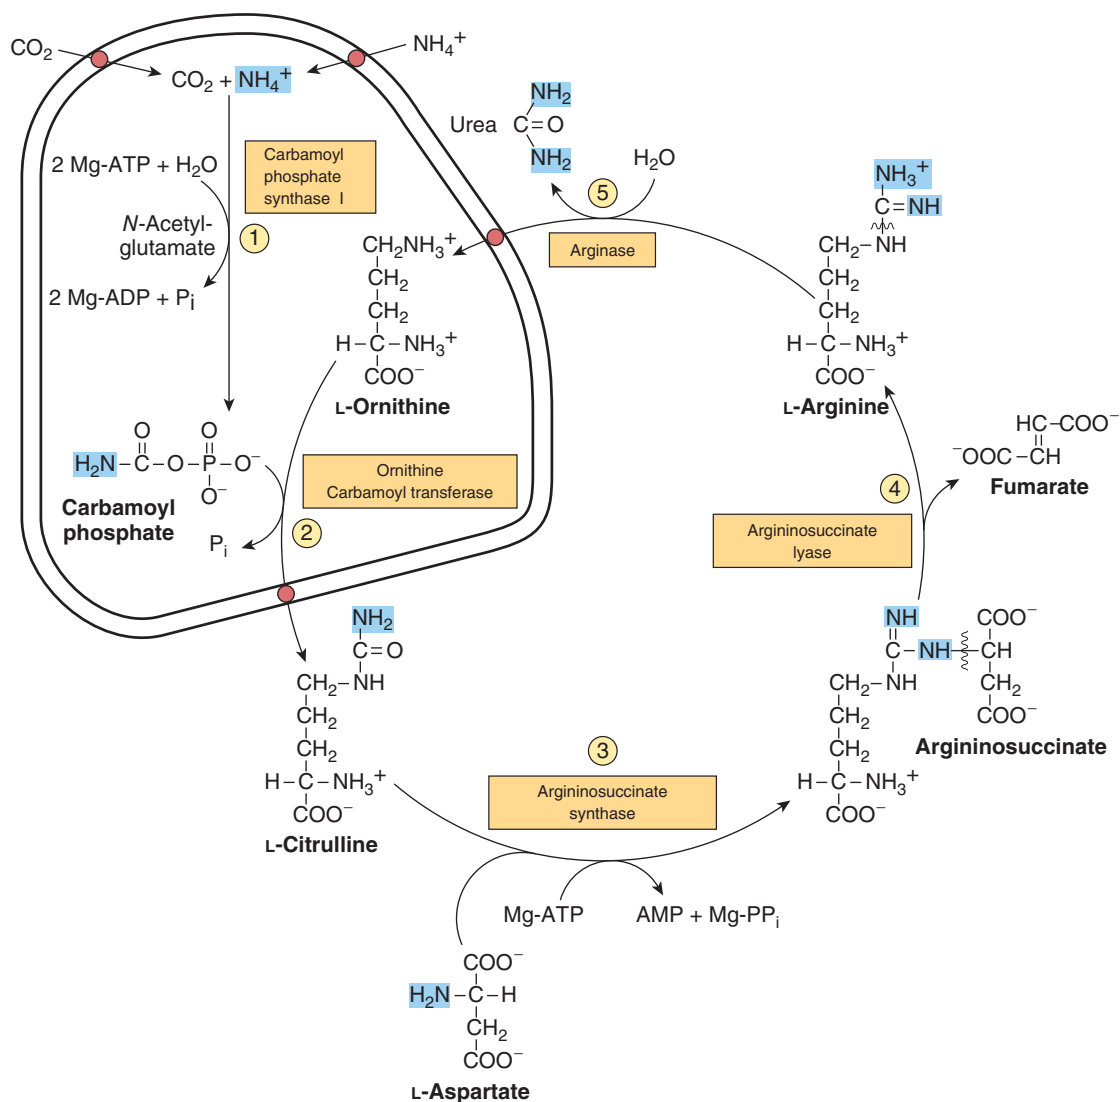 CO₂
NH₄⁺
CO₂ + NH₄⁺
2 Mg-ATP + H₂O
Carbamoyl
phosphate
synthase I
N-Acetyl-
glutamate
1
2 Mg-ADP + Pᵢ
O O
H₂N–C–O–P–O⁻
O⁻
Carbamoyl
phosphate
CH₂NH₃⁺
CH₂
CH₂
H–C–NH₃⁺
COO⁻
L-Ornithine
Ornithine
Carbamoyl transferase
2
Pᵢ
NH₂
Urea C=O
NH₂
H₂O
5
Arginase
NH₃⁺
C=NH
CH₂–NH
CH₂
CH₂
H–C–NH₃⁺
COO⁻
L-Arginine
HC–COO⁻
⁻OOC–CH
Fumarate
4
Argininosuccinate
lyase
NH COO⁻
C–NH–CH
CH₂–NH CH₂
CH₂ COO⁻
Argininosuccinate
CH₂
H–C–NH₃⁺
COO⁻
NH₂
C=O
CH₂–NH
CH₂
CH₂
H–C–NH₃⁺
COO⁻
L-Citrulline
3
Argininosuccinate
synthase
Mg-ATP
AMP + Mg-PPᵢ
COO⁻
H₂N–C–H
CH₂
COO⁻
L-Aspartate